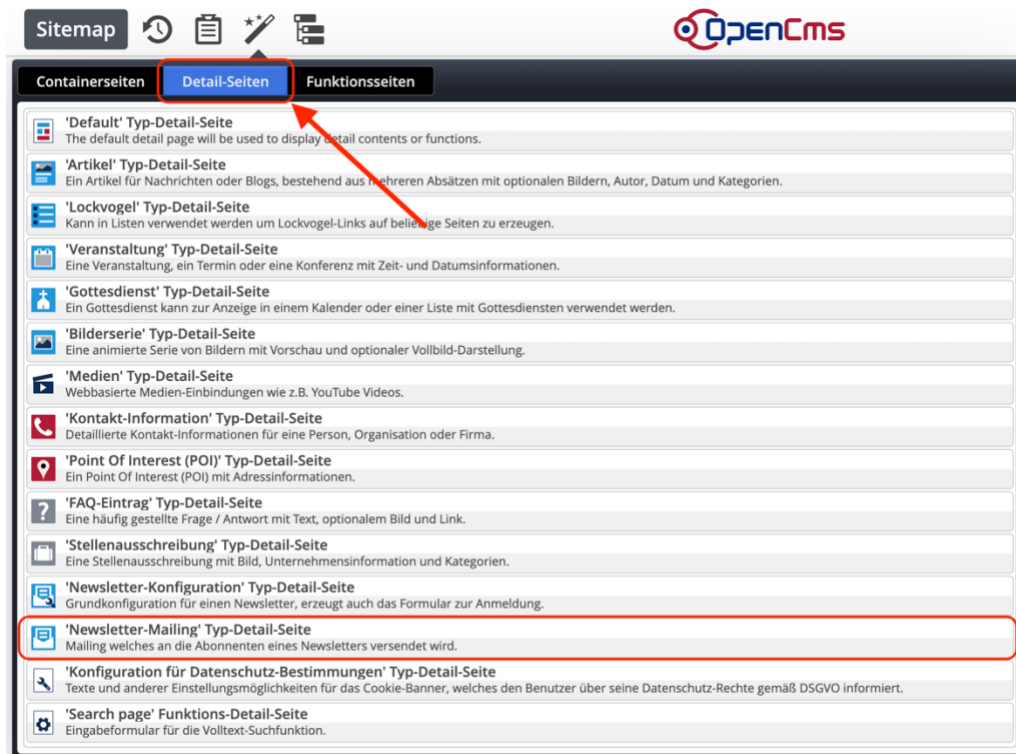 Sitemap
OpenCms
Containerseiten Detail-Seiten Funktionsseiten
'Default' Typ-Detail-Seite
The default detail page will be used to display detail contents or functions.
'Artikel' Typ-Detail-Seite
Ein Artikel für Nachrichten oder Blogs, bestehend aus mehreren Absätzen mit optionalen Bildern, Autor, Datum und Kategorien.
'Lockvogel' Typ-Detail-Seite
Kann in Listen verwendet werden um Lockvogel-Links auf beliebige Seiten zu erzeugen.
'Veranstaltung' Typ-Detail-Seite
Eine Veranstaltung, ein Termin oder eine Konferenz mit Zeit- und Datumsinformationen.
'Gottesdienst' Typ-Detail-Seite
Ein Gottesdienst kann zur Anzeige in einem Kalender oder einer Liste mit Gottesdiensten verwendet werden.
'Bilderserie' Typ-Detail-Seite
Eine animierte Serie von Bildern mit Vorschau und optionaler Vollbild-Darstellung.
'Medien' Typ-Detail-Seite
Webbasierte Medien-Einbindungen wie z.B. YouTube Videos.
'Kontakt-Information' Typ-Detail-Seite
Detaillierte Kontakt-Informationen für eine Person, Organisation oder Firma.
'Point Of Interest (POI)' Typ-Detail-Seite
Ein Point Of Interest (POI) mit Adressinformationen.
'FAQ-Eintrag' Typ-Detail-Seite
Eine häufig gestellte Frage / Antwort mit Text, optionalem Bild und Link.
'Stellenausschreibung' Typ-Detail-Seite
Eine Stellenausschreibung mit Bild, Unternehmensinformation und Kategorien.
'Newsletter-Konfiguration' Typ-Detail-Seite
Grundkonfiguration für einen Newsletter, erzeugt auch das Formular zur Anmeldung.
'Newsletter-Mailing' Typ-Detail-Seite
Mailing welches an die Abonnenten eines Newsletters versendet wird.
'Konfiguration für Datenschutz-Bestimmungen' Typ-Detail-Seite
Texte und anderer Einstellungsmöglichkeiten für das Cookie-Banner, welches den Benutzer über seine Datenschutz-Rechte gemäß DSGVO informiert.
'Search page' Funktions-Detail-Seite
Eingabeformular für die Volltext-Suchfunktion.